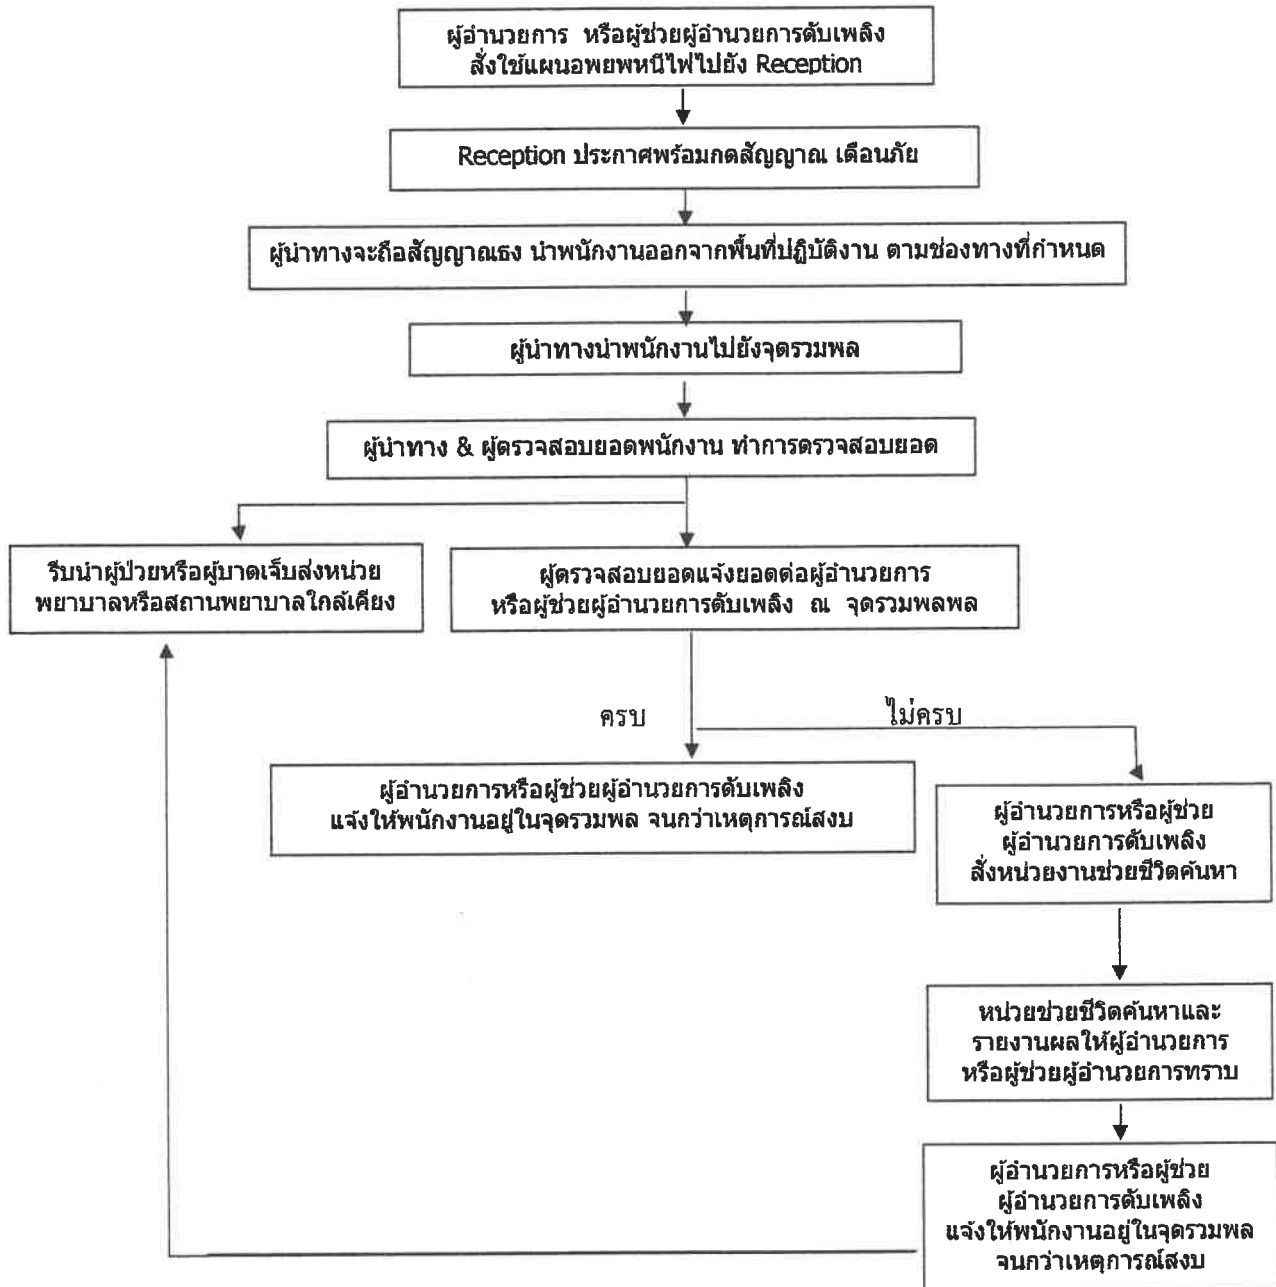 ผู้อำนวยการ หรือผู้ช่วยผู้อำนวยการดับเพลิง
สั่งใช้แผนอพยพหนีไฟไปยัง Reception
Reception ประกาศพร้อมกดสัญญาณ เตือนภัย
ผู้นำทางจะถือสัญญาณธง นำพนักงานออกจากพื้นที่ปฏิบัติงาน ตามช่องทางที่กำหนด
ผู้นำทางนำพนักงานไปยังจุดรวมพล
ผู้นำทาง & ผู้ตรวจสอบยอดพนักงาน ทำการตรวจสอบยอด
รีบนำผู้ป่วยหรือผู้บาดเจ็บส่งหน่วย
พยาบาลหรือสถานพยาบาลใกล้เคียง
ผู้ตรวจสอบยอดแจ้งยอดต่อผู้อำนวยการ
หรือผู้ช่วยผู้อำนวยการดับเพลิง ณ จุดรวมพลพล
ครบ
ไม่ครบ
ผู้อำนวยการหรือผู้ช่วยผู้อำนวยการดับเพลิง
แจ้งให้พนักงานอยู่ในจุดรวมพล จนกว่าเหตุการณ์สงบ
ผู้อำนวยการหรือผู้ช่วย
ผู้อำนวยการดับเพลิง
สั่งหน่วยงานช่วยชีวิตค้นหา
หน่วยช่วยชีวิตค้นหาและ
รายงานผลให้ผู้อำนวยการ
หรือผู้ช่วยผู้อำนวยการทราบ
ผู้อำนวยการหรือผู้ช่วย
ผู้อำนวยการดับเพลิง
แจ้งให้พนักงานอยู่ในจุดรวมพล
จนกว่าเหตุการณ์สงบ